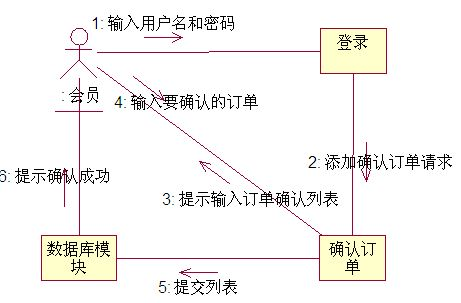 1: 输入用户名和密码
登录
: 会员
4: 输入要确认的订单
2: 添加确认订单请求
6: 提示确认成功
3: 提示输入订单确认列表
数据库模
块
确认订
单
5: 提交列表